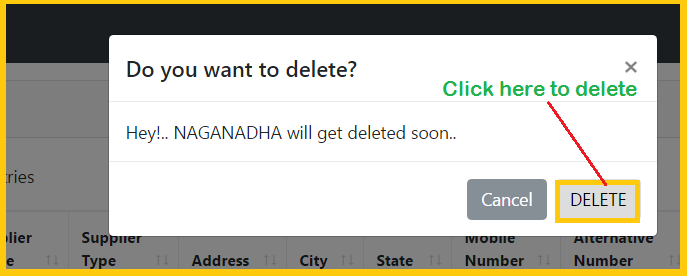 Do you want to delete?
×
Click here to delete
Hey!.. NAGANADHA will get deleted soon..
Cancel
DELETE
tries
plier Supplier Mobile Alternative
e Type Address City State Number Number